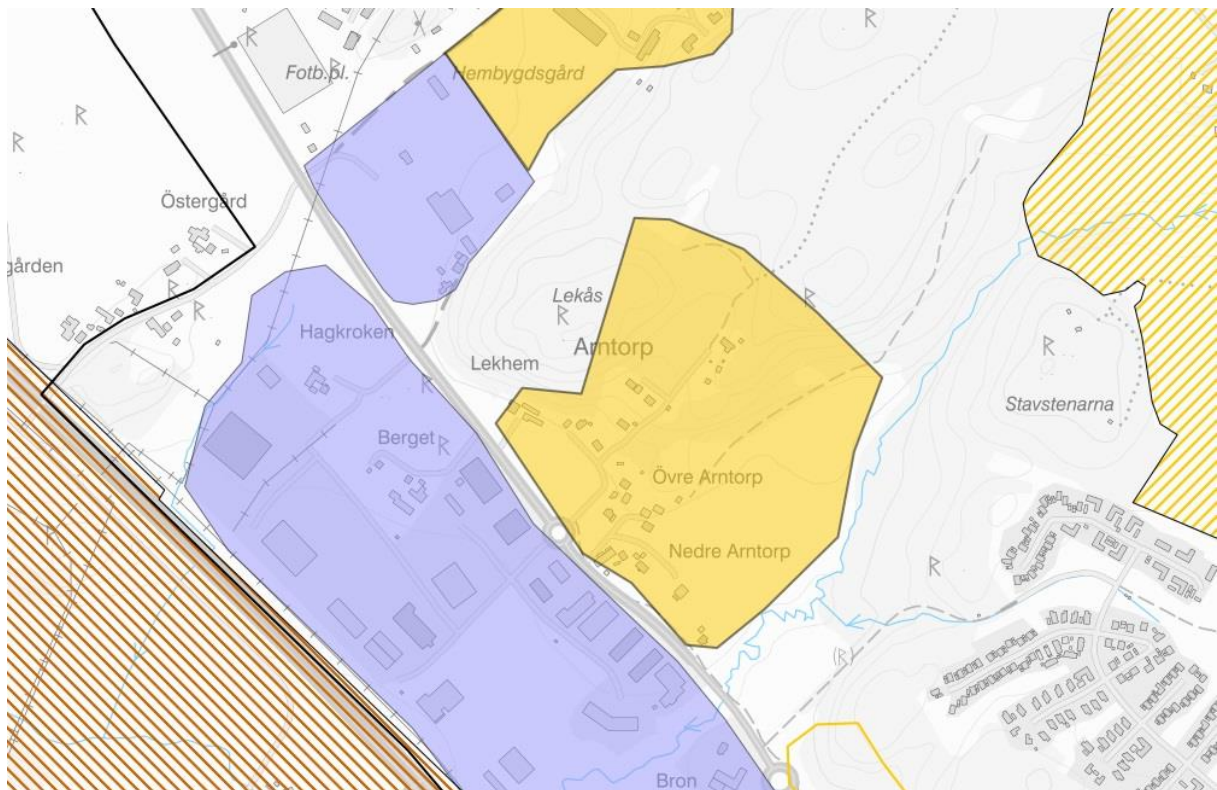 Fotb.pl.
Hembygdsgård
Östergård
gården
Lekås
Hagkroken
Arntorp
Lekhem
Stavstenarna
Berget
Övre Arntorp
Nedre Arntorp
(R)
Bron